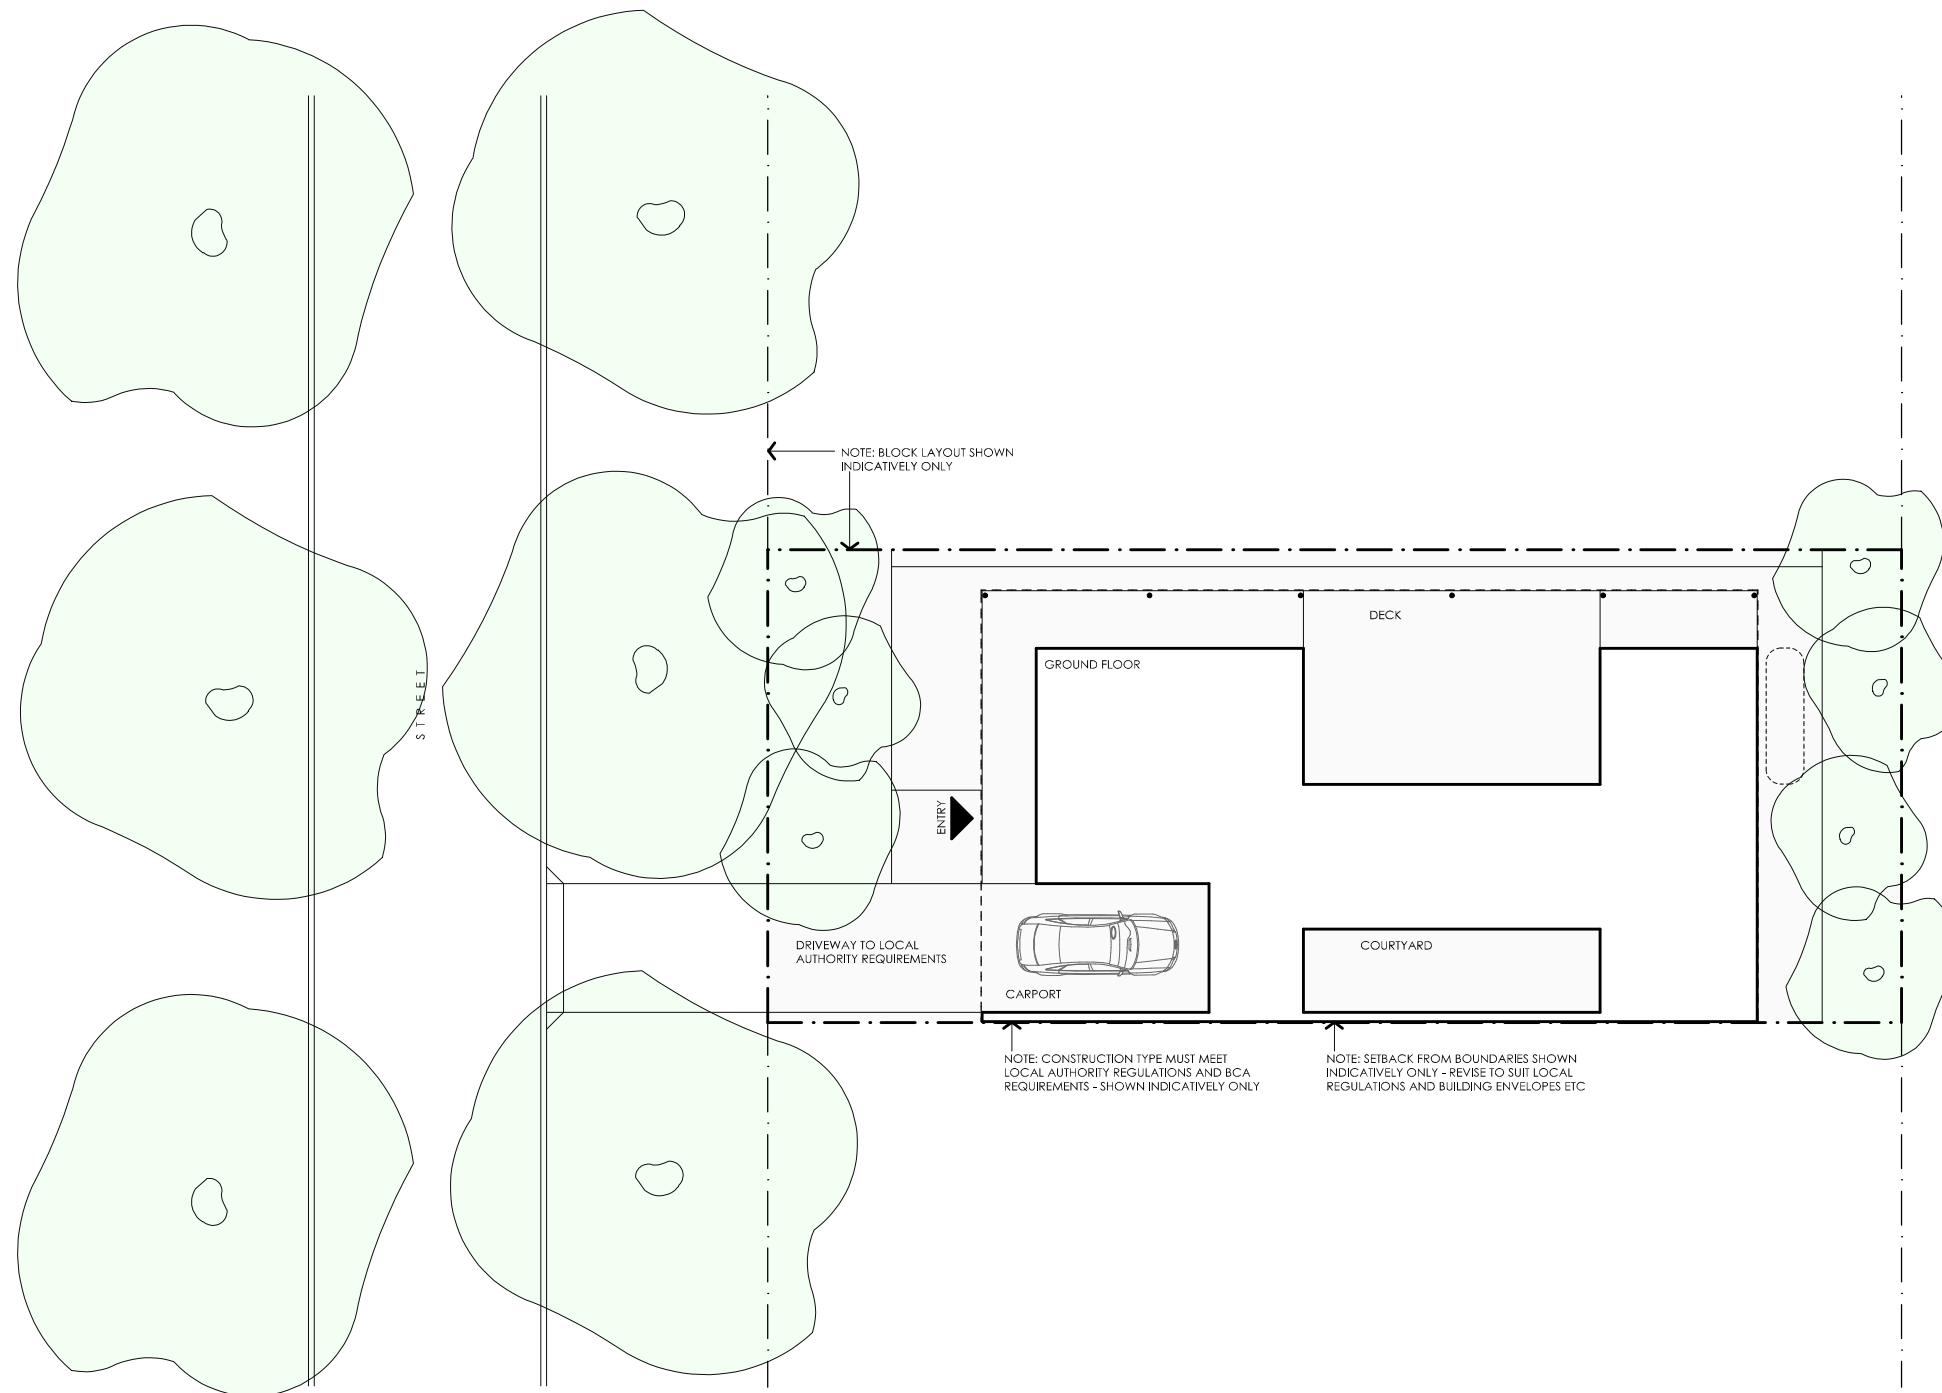 NOTE: BLOCK LAYOUT SHOWN
INDICATIVELY ONLY
DECK
GROUND FLOOR
STREET
ENTRY
DRIVEWAY TO LOCAL
AUTHORITY REQUIREMENTS
COURTYARD
CARPORT
NOTE: CONSTRUCTION TYPE MUST MEET
LOCAL AUTHORITY REGULATIONS AND BCA
REQUIREMENTS - SHOWN INDICATIVELY ONLY
NOTE: SETBACK FROM BOUNDARIES SHOWN
INDICATIVELY ONLY - REVISE TO SUIT LOCAL
REGULATIONS AND BUILDING ENVELOPES ETC